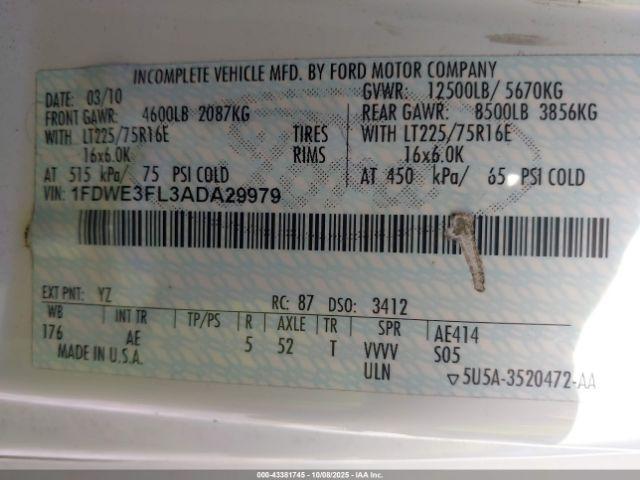 INCOMPLETE VEHICLE MFD. BY FORD MOTOR COMPANY
DATE: 03/10 GVWR: 12500LB/ 5670KG
FRONT GAWR: 4600LB 2087KG REAR GAWR: 8500LB 3856KG
WITH LT225/75R16E TIRES WITH LT225/75R16E
16x6.0K RIMS 16x6.0K
AT 515 kPa/ 75 PSI COLD AT 450 kPa/ 65 PSI COLD
VIN: 1FDWE3FL3ADA29979
EXT PNT: YZ RC: 87 DSO: 3412
WB INT TR TP/PS R AXLE TR SPR AE414
176 AE 5 52 T VVVV S05
MADE IN U.S.A. ULN ▽5U5A-3520472-AA
000-43381745 - 10/08/2025 - IAA Inc.